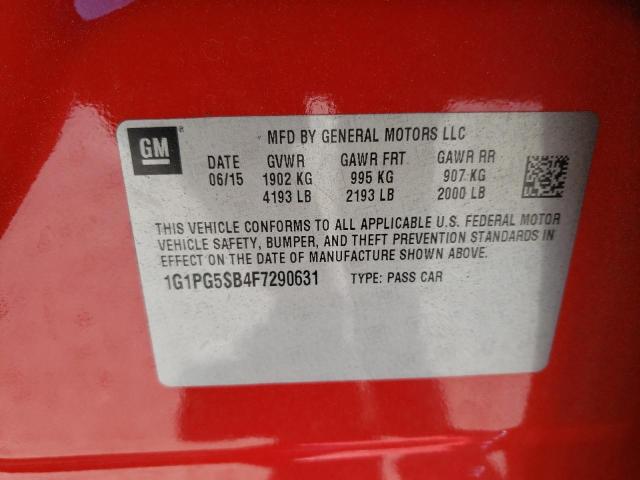 GM
MFD BY GENERAL MOTORS LLC
DATE GVWR GAWR FRT GAWR RR
06/15 1902 KG 995 KG 907 KG
4193 LB 2193 LB 2000 LB
THIS VEHICLE CONFORMS TO ALL APPLICABLE U.S. FEDERAL MOTOR
VEHICLE SAFETY, BUMPER, AND THEFT PREVENTION STANDARDS IN
EFFECT ON THE DATE OF MANUFACTURE SHOWN ABOVE.
1G1PG5SB4F7290631 TYPE: PASS CAR